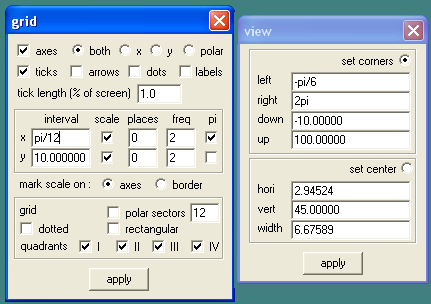 grid
axes both x y polar
ticks arrows dots labels
tick length (% of screen) 1.0
interval scale places freq pi
x pi/12 0 2
y 10.000000 0 2
mark scale on : axes border
grid polar sectors 12
dotted rectangular
quadrants I II III IV
apply
view
set corners
left -pi/6
right 2pi
down -10.00000
up 100.00000
set center
hori 2.94524
vert 45.00000
width 6.67589
apply